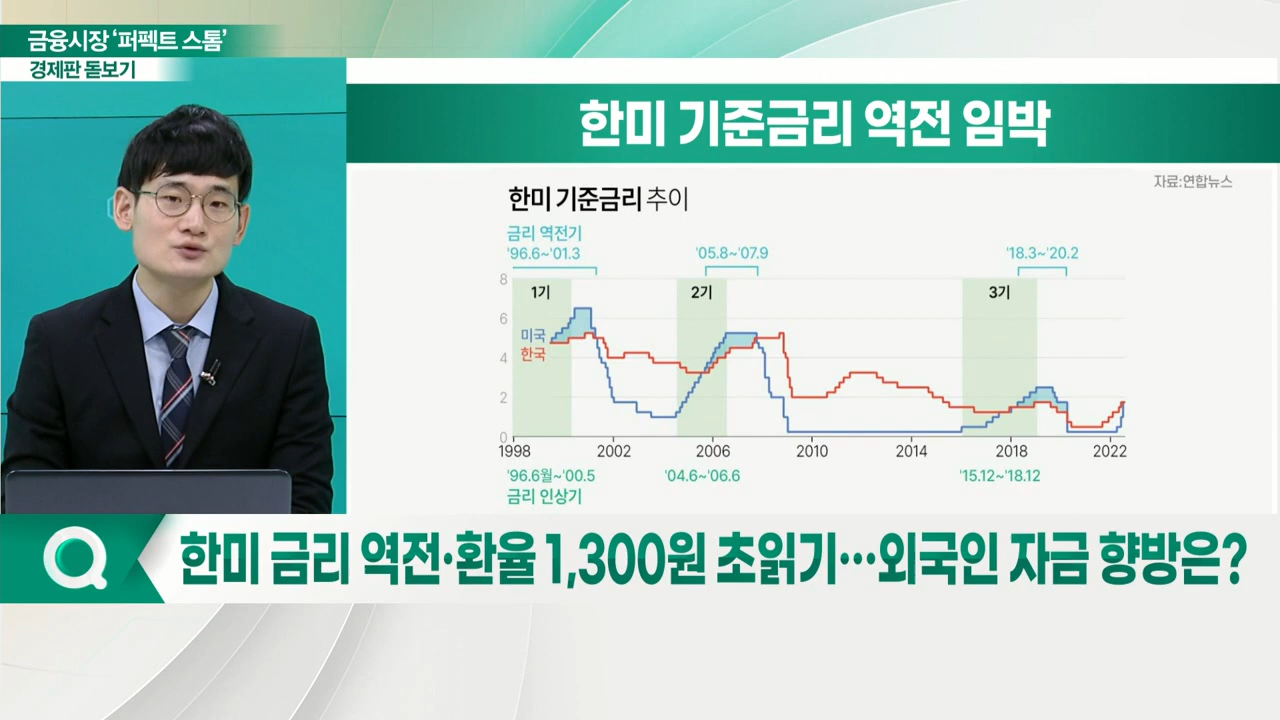 금융시장 '퍼펙트 스톰'
경제판 돋보기
한미 기준금리 역전 임박
자료:연합뉴스
한미 기준금리 추이
금리 역전기
'96.6~'01.3 '05.8~'07.9 '18.3~'20.2
8
1기 2기 3기
6
미국
한국
4
2
0
1998 2002 2006 2010 2014 2018 2022
'96.6월~'00.5 '04.6~'06.6 '15.12~'18.12
금리 인상기
한미 금리 역전·환율 1,300원 초읽기…외국인 자금 향방은?